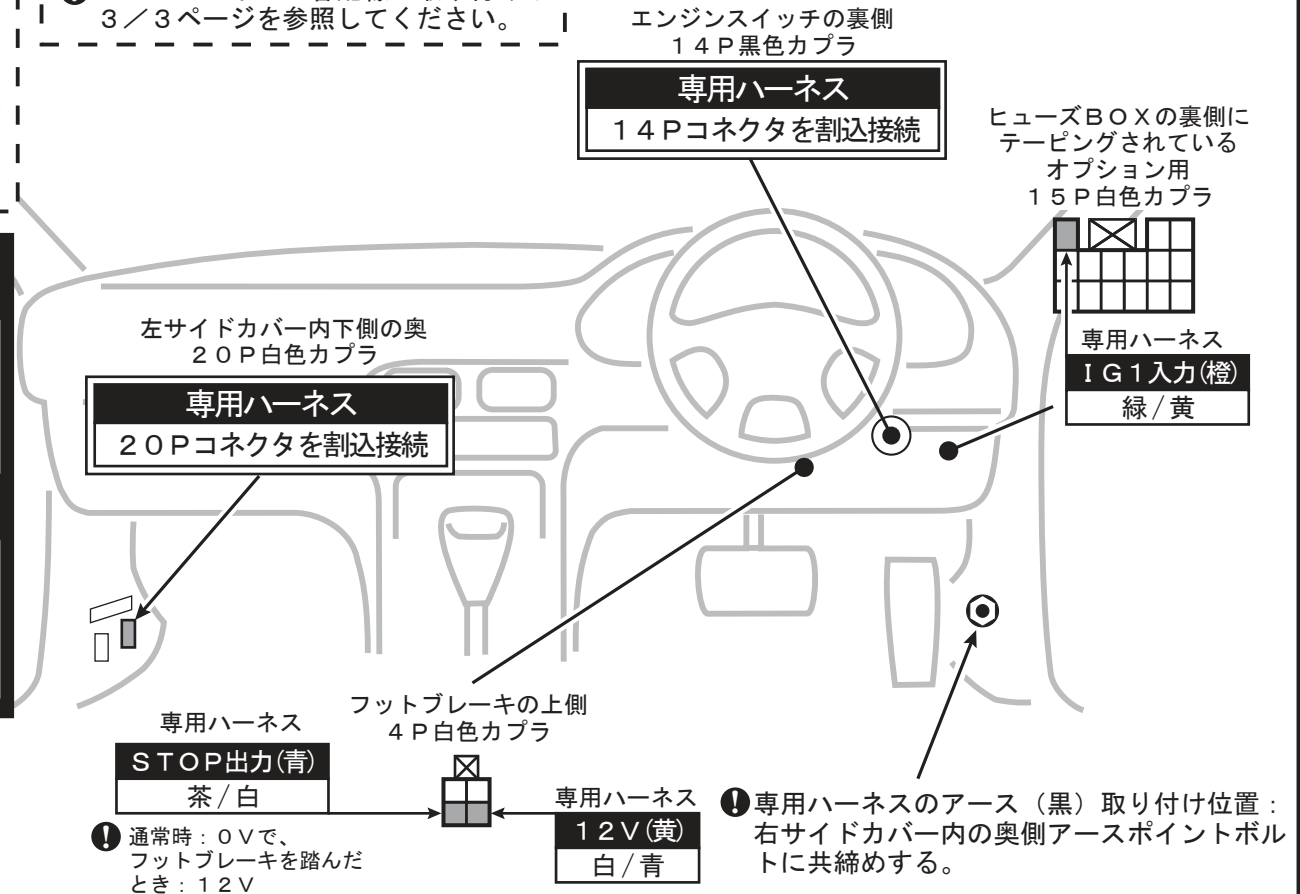 ３／３ページを参照してください。
エンジンスイッチの裏側
１４Ｐ黒色カプラ
専用ハーネス
１４Ｐコネクタを割込接続
ヒューズＢＯＸの裏側に
テーピングされている
オプション用
１５Ｐ白色カプラ
専用ハーネス
ＩＧ１入力(橙)
緑/黄
左サイドカバー内下側の奥
２０Ｐ白色カプラ
専用ハーネス
２０Ｐコネクタを割込接続
フットブレーキの上側
４Ｐ白色カプラ
専用ハーネス
ＳＴＯＰ出力(青)
茶/白
通常時：０Ｖで、
フットブレーキを踏んだ
とき：１２Ｖ
専用ハーネス
１２Ｖ(黄)
白/青
専用ハーネスのアース（黒）取り付け位置：
右サイドカバー内の奥側アースポイントボル
トに共締めする。